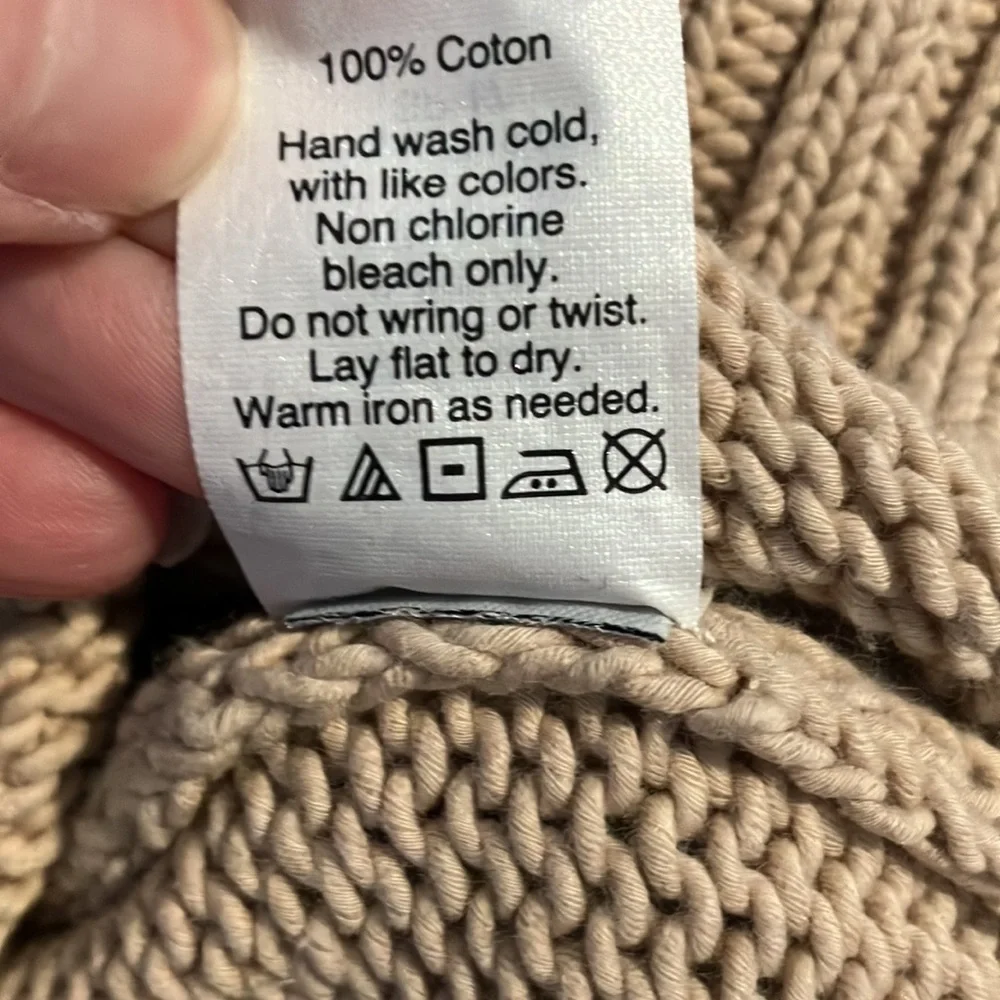 100% Coton
Hand wash cold,
with like colors.
Non chlorine
bleach only.
Do not wring or twist.
Lay flat to dry.
Warm iron as needed.